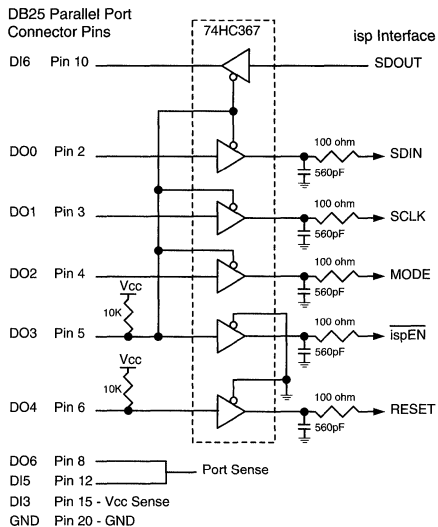 DB25 Parallel Port
Connector Pins
74HC367
isp Interface
DI6 Pin 10
SDOUT
DO0 Pin 2
100 ohm
SDIN
560pF
DO1 Pin 3
100 ohm
SCLK
560pF
DO2 Pin 4
100 ohm
MODE
560pF
Vcc
10K
DO3 Pin 5
100 ohm
ispEN
560pF
Vcc
10K
DO4 Pin 6
100 ohm
RESET
560pF
DO6 Pin 8
Port Sense
DI5 Pin 12
DI3 Pin 15 - Vcc Sense
GND Pin 20 - GND